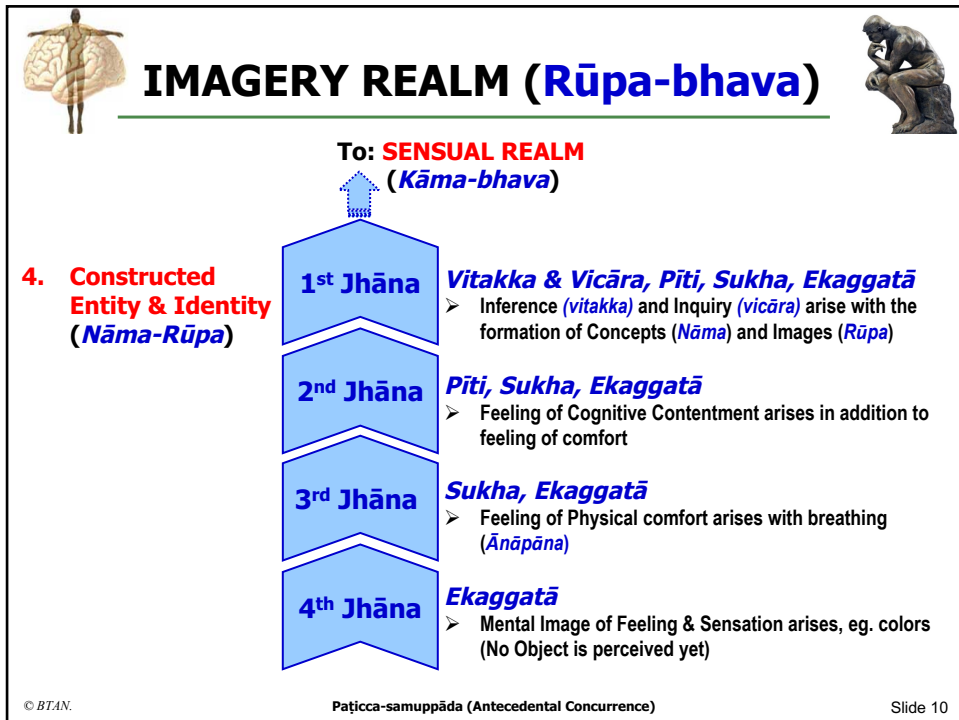 IMAGERY REALM (Rūpa-bhava)
To: SENSUAL REALM
(Kāma-bhava)
4. Constructed
Entity & Identity
(Nāma-Rūpa)
1st Jhāna
Vitakka & Vicāra, Pīti, Sukha, Ekaggatā
➢ Inference (vitakka) and Inquiry (vicāra) arise with the
formation of Concepts (Nāma) and Images (Rūpa)
2nd Jhāna
Pīti, Sukha, Ekaggatā
➢ Feeling of Cognitive Contentment arises in addition to
feeling of comfort
3rd Jhāna
Sukha, Ekaggatā
➢ Feeling of Physical comfort arises with breathing
(Ānāpāna)
4th Jhāna
Ekaggatā
➢ Mental Image of Feeling & Sensation arises, eg. colors
(No Object is perceived yet)
© BTAN. Paṭicca-samuppāda (Antecedental Concurrence) Slide 10